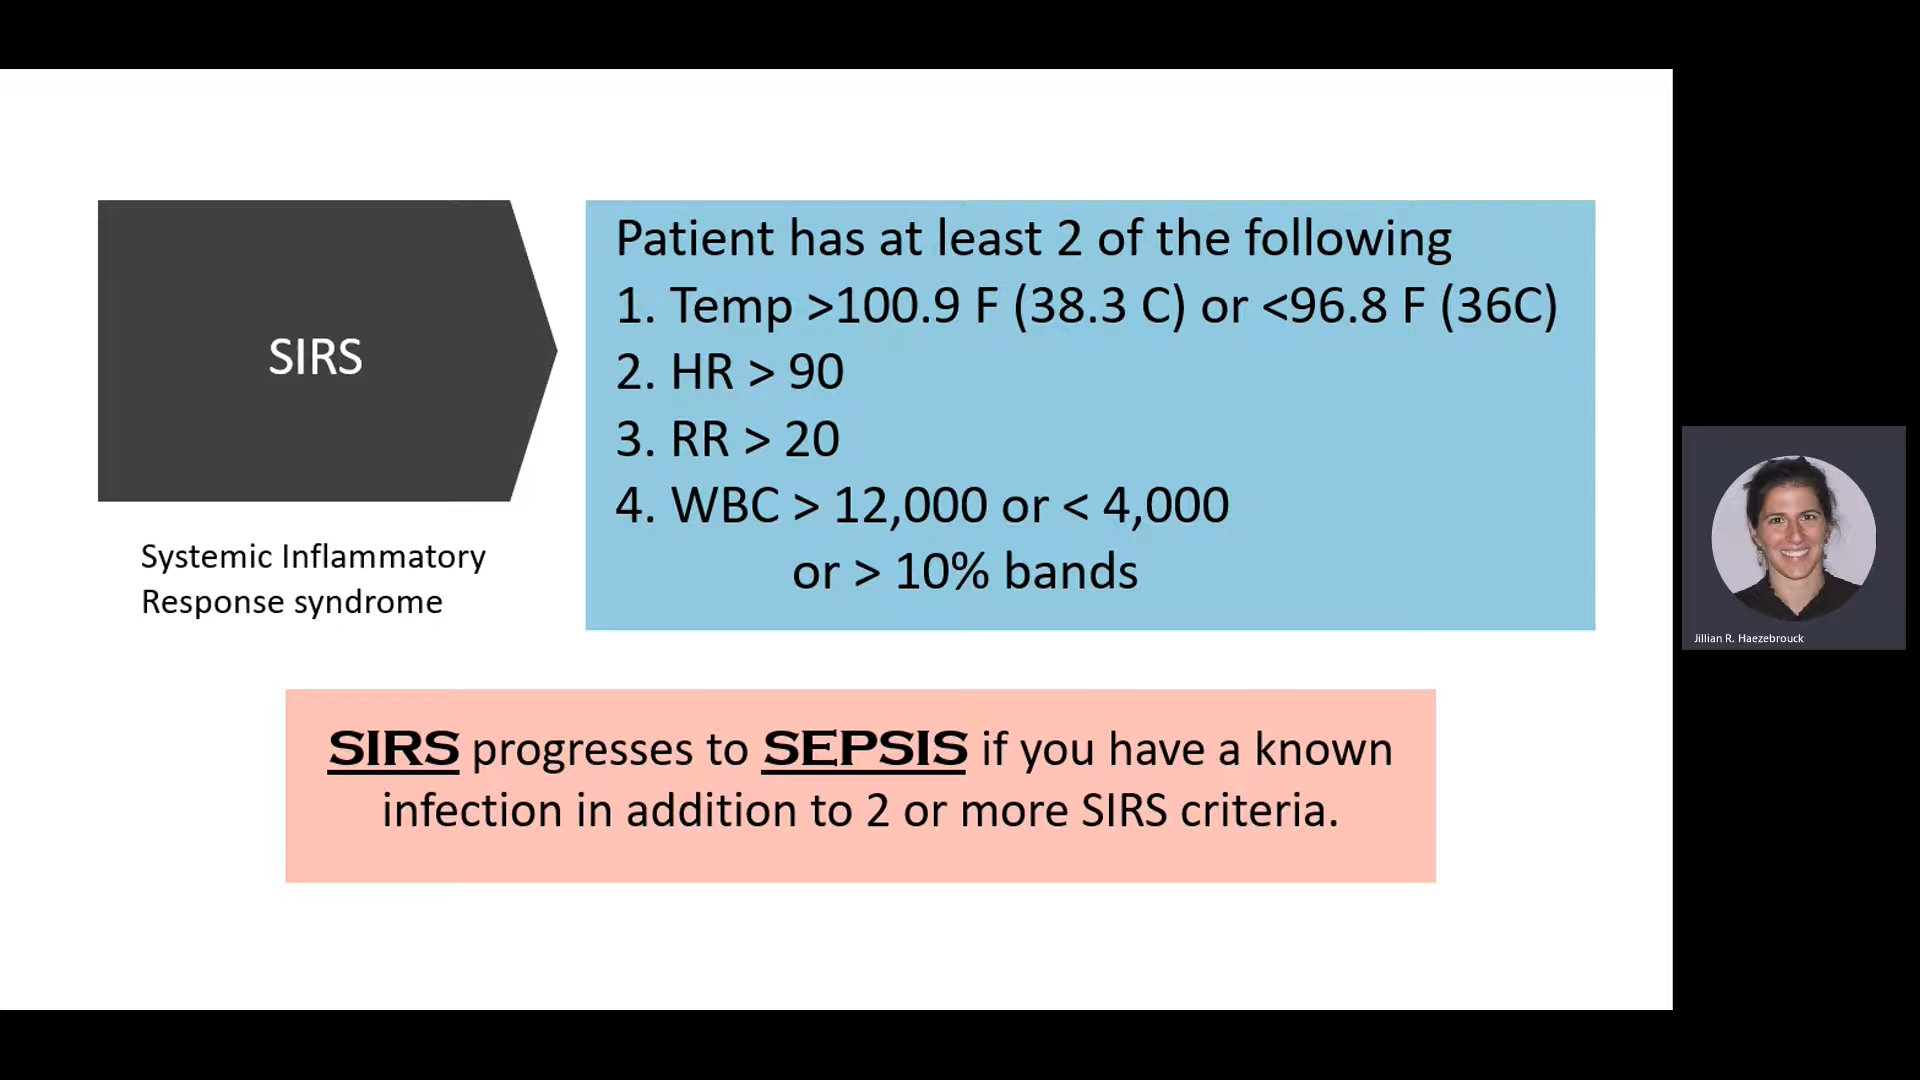 SIRS
Systemic Inflammatory
Response syndrome
Patient has at least 2 of the following
1. Temp >100.9 F (38.3 C) or <96.8 F (36C)
2. HR > 90
3. RR > 20
4. WBC > 12,000 or < 4,000
or > 10% bands
SIRS progresses to SEPSIS if you have a known
infection in addition to 2 or more SIRS criteria.
Jillian R. Haezebrouck